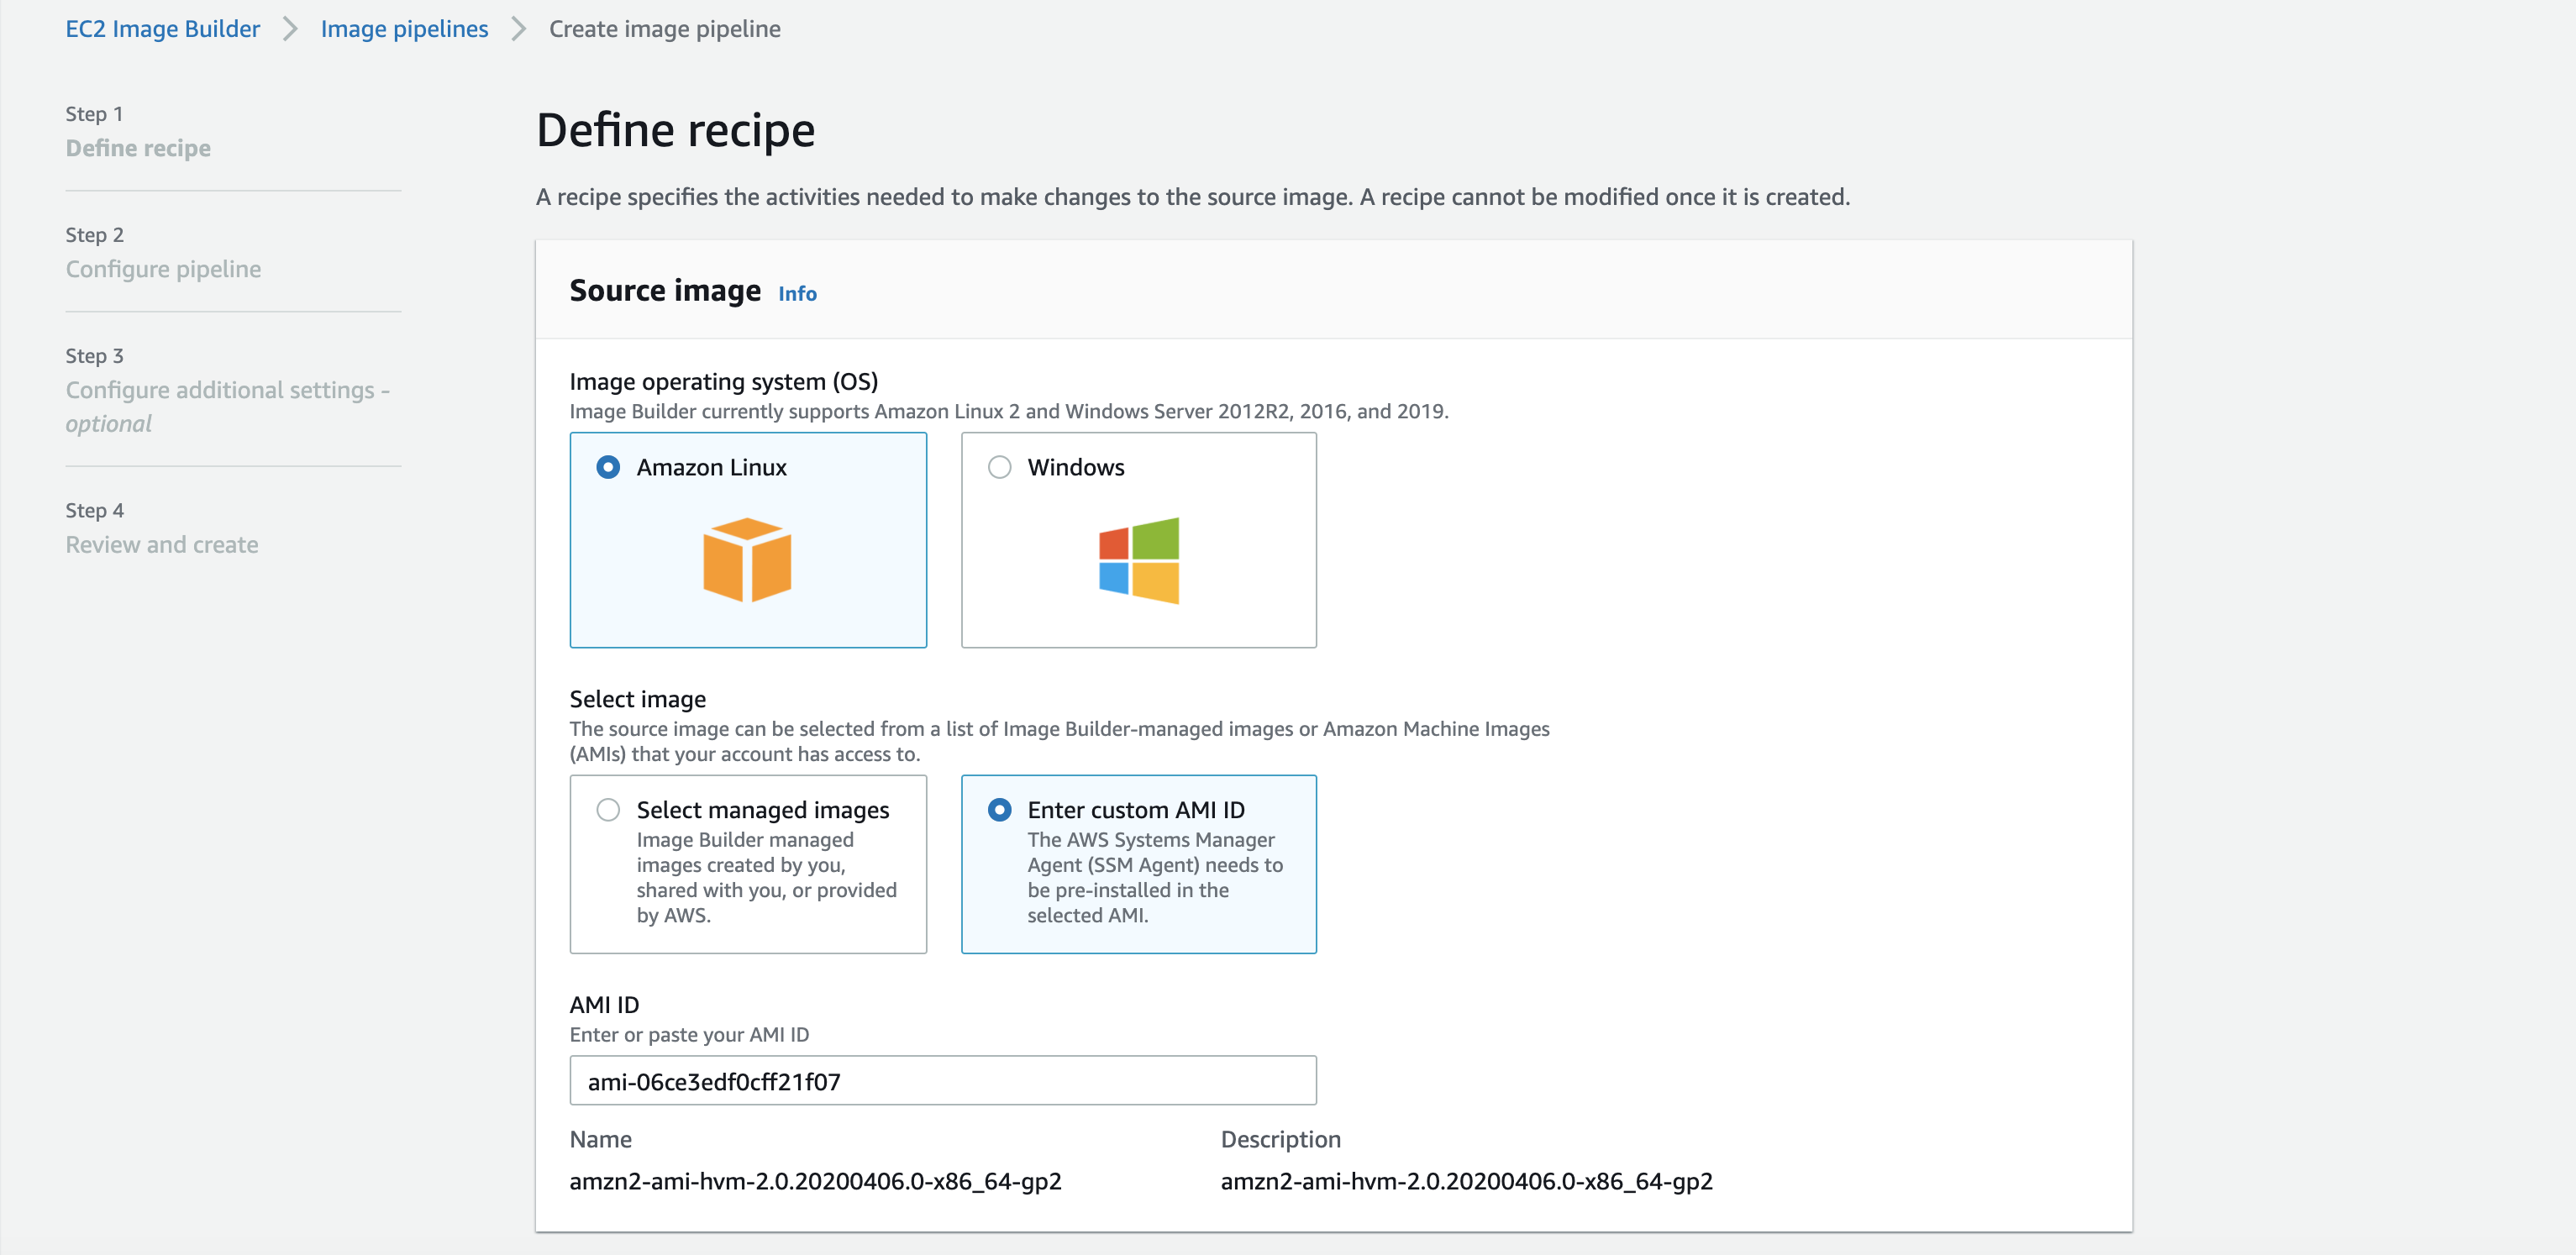 EC2 Image Builder > Image pipelines > Create image pipeline
Step 1
Define recipe
Step 2
Configure pipeline
Step 3
Configure additional settings -
optional
Step 4
Review and create
Define recipe
A recipe specifies the activities needed to make changes to the source image. A recipe cannot be modified once it is created.
Source image Info
Image operating system (OS)
Image Builder currently supports Amazon Linux 2 and Windows Server 2012R2, 2016, and 2019.
Amazon Linux
Windows
Select image
The source image can be selected from a list of Image Builder-managed images or Amazon Machine Images
(AMIs) that your account has access to.
Select managed images
Image Builder managed
images created by you,
shared with you, or provided
by AWS.
Enter custom AMI ID
The AWS Systems Manager
Agent (SSM Agent) needs to
be pre-installed in the
selected AMI.
AMI ID
Enter or paste your AMI ID
ami-06ce3edf0cff21f07
Name
amzn2-ami-hvm-2.0.20200406.0-x86_64-gp2
Description
amzn2-ami-hvm-2.0.20200406.0-x86_64-gp2